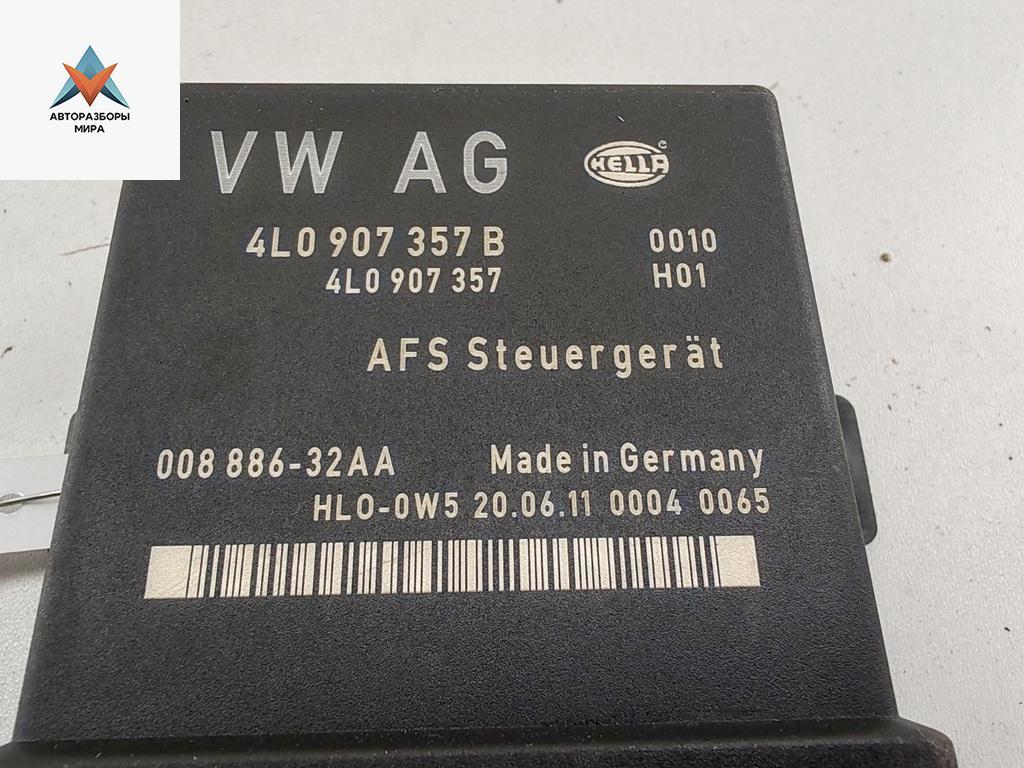 АВТОРАЗБОРЫ
МИРА
VW AG
HELLA
4L0 907 357 B 0010
4L0 907 357 H01
AFS Steuergerät
008 886-32AA Made in Germany
HLO-0W5 20.06.11 0004 0065